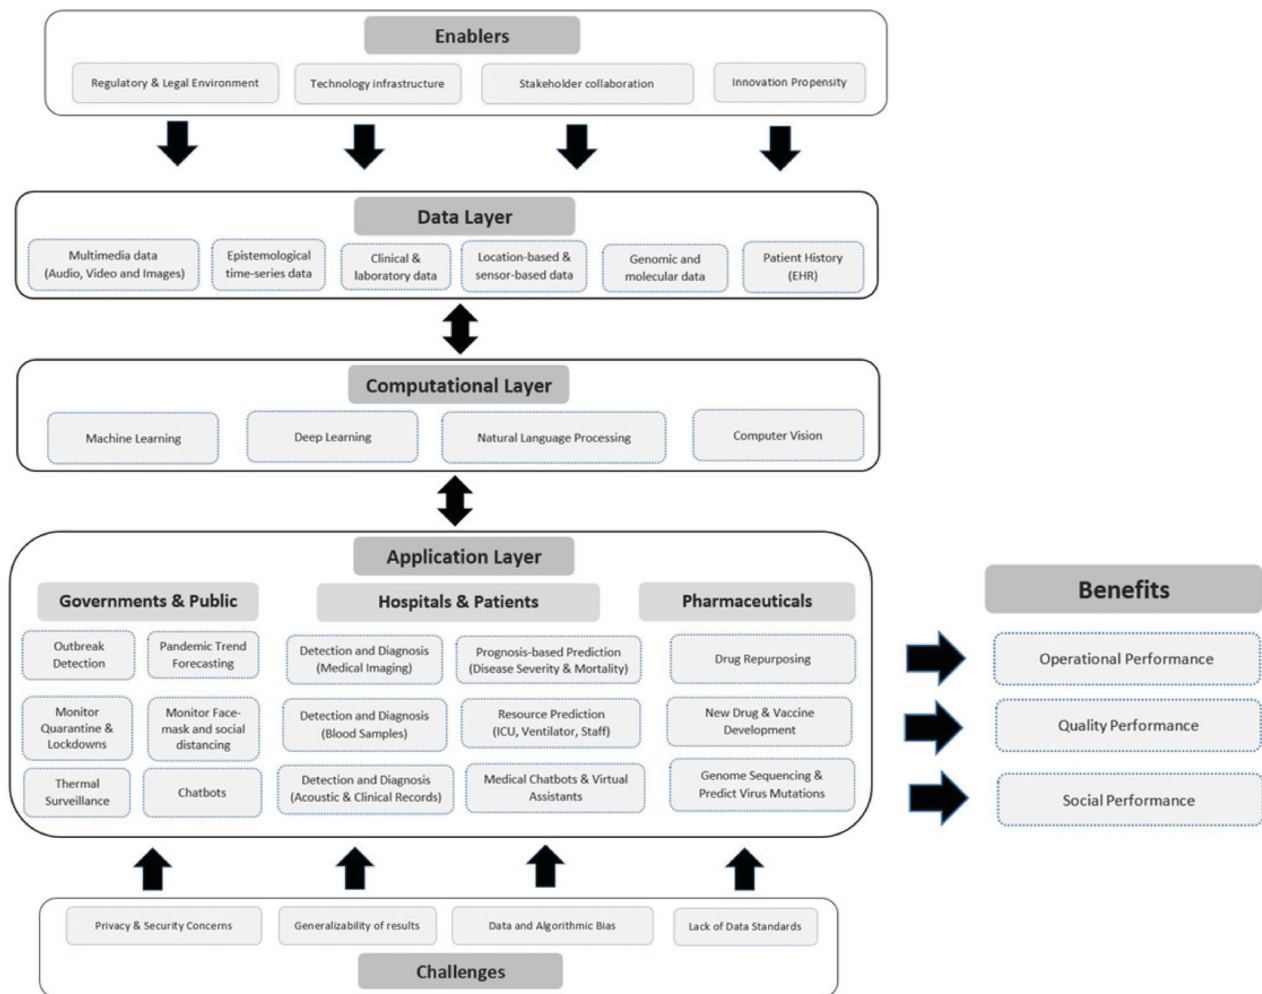 Enablers
Regulatory & Legal Environment
Technology infrastructure
Stakeholder collaboration
Innovation Propensity
Data Layer
Multimedia data
(Audio, Video and Images)
Epistemological
time-series data
Clinical &
laboratory data
Location-based &
sensor-based data
Genomic and
molecular data
Patient History
(EHR)
Computational Layer
Machine Learning
Deep Learning
Natural Language Processing
Computer Vision
Application Layer
Governments & Public
Outbreak
Detection
Pandemic Trend
Forecasting
Monitor
Quarantine &
Lockdowns
Monitor Face-
mask and social
distancing
Thermal
Surveillance
Chatbots
Hospitals & Patients
Detection and Diagnosis
(Medical Imaging)
Prognosis-based Prediction
(Disease Severity & Mortality)
Detection and Diagnosis
(Blood Samples)
Resource Prediction
(ICU, Ventilator, Staff)
Detection and Diagnosis
(Acoustic & Clinical Records)
Medical Chatbots & Virtual
Assistants
Pharmaceuticals
Drug Repurposing
New Drug & Vaccine
Development
Genome Sequencing &
Predict Virus Mutations
Benefits
Operational Performance
Quality Performance
Social Performance
Privacy & Security Concerns
Generalizability of results
Data and Algorithmic Bias
Lack of Data Standards
Challenges